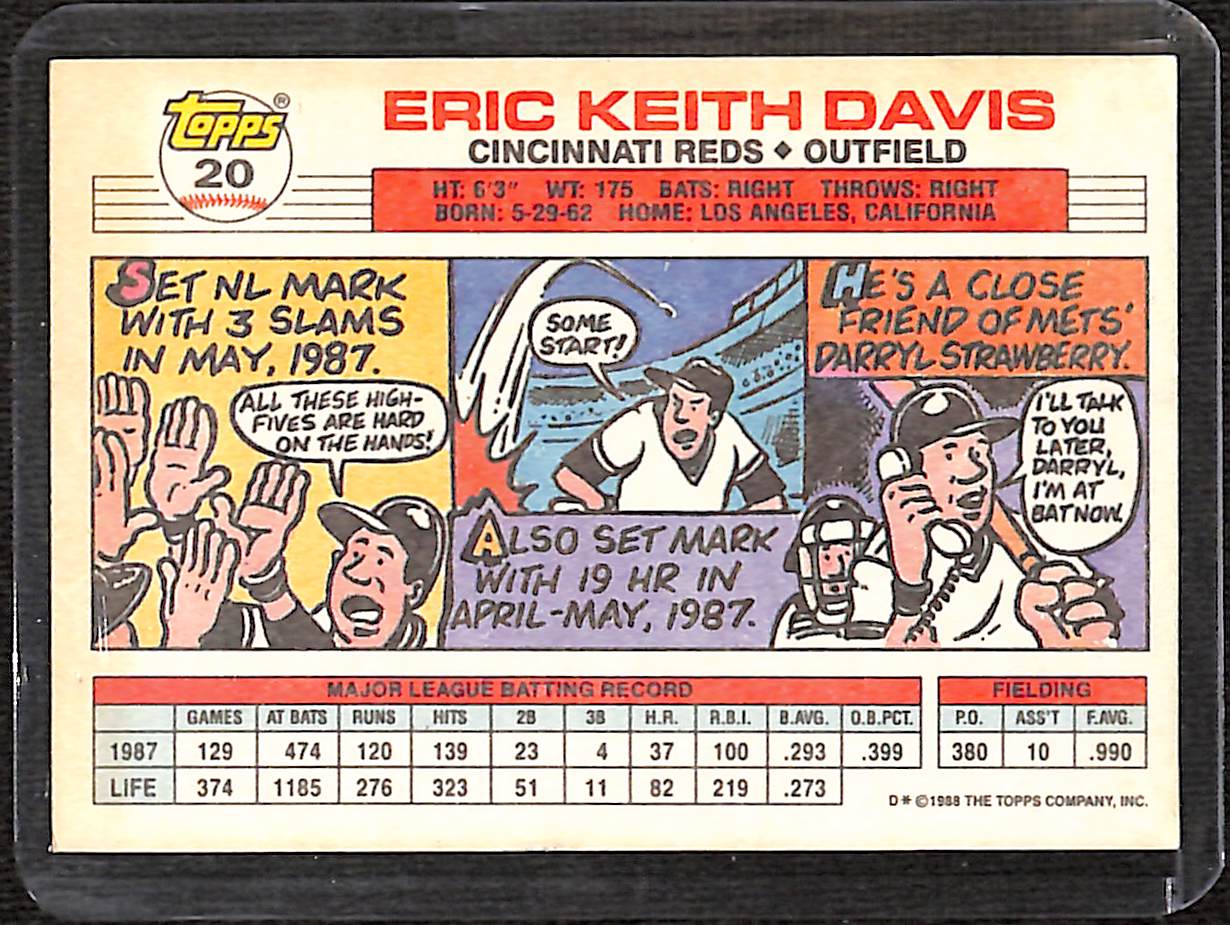 Topps ®
20
ERIC KEITH DAVIS
CINCINNATI REDS ◆ OUTFIELD
HT: 6'3" WT: 175 BATS: RIGHT THROWS: RIGHT
BORN: 5-29-62 HOME: LOS ANGELES, CALIFORNIA
SET NL MARK
WITH 3 SLAMS
IN MAY, 1987.
ALL THESE HIGH-
FIVES ARE HARD
ON THE HANDS!
SOME
START!
ALSO SET MARK
WITH 19 HR IN
APRIL-MAY, 1987.
HE'S A CLOSE
FRIEND OF METS'
DARRYL STRAWBERRY.
I'LL TALK
TO YOU
LATER,
DARRYL,
I'M AT
BAT NOW.
MAJOR LEAGUE BATTING RECORD
GAMES AT BATS RUNS HITS 2B 3B H.R. R.B.I. B.AVG. O.B.PCT.
1987 129 474 120 139 23 4 37 100 .293 .399
LIFE 374 1185 276 323 51 11 82 219 .273
FIELDING
P.O. ASS'T F.AVG.
380 10 .990
D* ©1988 THE TOPPS COMPANY, INC.